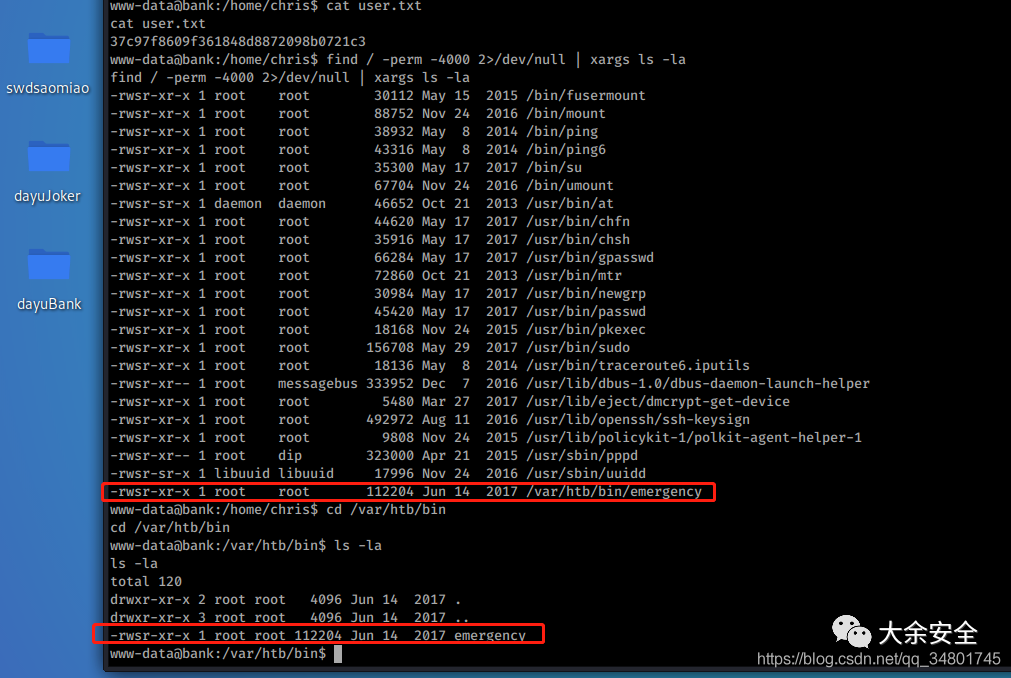 www-data@bank:/home/chris$ cat user.txt
cat user.txt
37c97f8609f361848d8872098b0721c3
www-data@bank:/home/chris$ find / -perm -4000 2>/dev/null | xargs ls -la
find / -perm -4000 2>/dev/null | xargs ls -la
-rwsr-xr-x 1 root    root       30112 May 15  2015 /bin/fusermount
-rwsr-xr-x 1 root    root       88752 Nov 24  2016 /bin/mount
-rwsr-xr-x 1 root    root       38932 May  8  2014 /bin/ping
-rwsr-xr-x 1 root    root       43316 May  8  2014 /bin/ping6
-rwsr-xr-x 1 root    root       35300 May 17  2017 /bin/su
-rwsr-xr-x 1 root    root       67704 Nov 24  2016 /bin/umount
-rwsr-sr-x 1 daemon  daemon     46652 Oct 21  2013 /usr/bin/at
-rwsr-xr-x 1 root    root       44620 May 17  2017 /usr/bin/chfn
-rwsr-xr-x 1 root    root       35916 May 17  2017 /usr/bin/chsh
-rwsr-xr-x 1 root    root       66284 May 17  2017 /usr/bin/gpasswd
-rwsr-xr-x 1 root    root       72860 Oct 21  2013 /usr/bin/mtr
-rwsr-xr-x 1 root    root       30984 May 17  2017 /usr/bin/newgrp
-rwsr-xr-x 1 root    root       45420 May 17  2017 /usr/bin/passwd
-rwsr-xr-x 1 root    root       18168 Nov 24  2015 /usr/bin/pkexec
-rwsr-xr-x 1 root    root      156708 May 29  2017 /usr/bin/sudo
-rwsr-xr-x 1 root    root       18136 May  8  2014 /usr/bin/traceroute6.iputils
-rwsr-xr-- 1 root    messagebus 333952 Dec  7  2016 /usr/lib/dbus-1.0/dbus-daemon-launch-helper
-rwsr-xr-x 1 root    root        5480 Mar 27  2017 /usr/lib/eject/dmcrypt-get-device
-rwsr-xr-x 1 root    root      492972 Aug 11  2016 /usr/lib/openssh/ssh-keysign
-rwsr-xr-x 1 root    root        9808 Nov 24  2015 /usr/lib/policykit-1/polkit-agent-helper-1
-rwsr-xr-- 1 root    dip       323000 Apr 21  2015 /usr/sbin/pppd
-rwsr-sr-x 1 libuuid libuuid    17996 Nov 24  2016 /usr/sbin/uuidd
-rwsr-xr-x 1 root    root      112204 Jun 14  2017 /var/htb/bin/emergency
www-data@bank:/home/chris$ cd /var/htb/bin
cd /var/htb/bin
www-data@bank:/var/htb/bin$ ls -la
ls -la
total 120
drwxr-xr-x 2 root root   4096 Jun 14  2017 .
drwxr-xr-x 3 root root   4096 Jun 14  2017 ..
-rwsr-xr-x 1 root root 112204 Jun 14  2017 emergency
www-data@bank:/var/htb/bin$
swdsaomiao
dayuJoker
dayuBank
大余安全
https://blog.csdn.net/qq_34801745